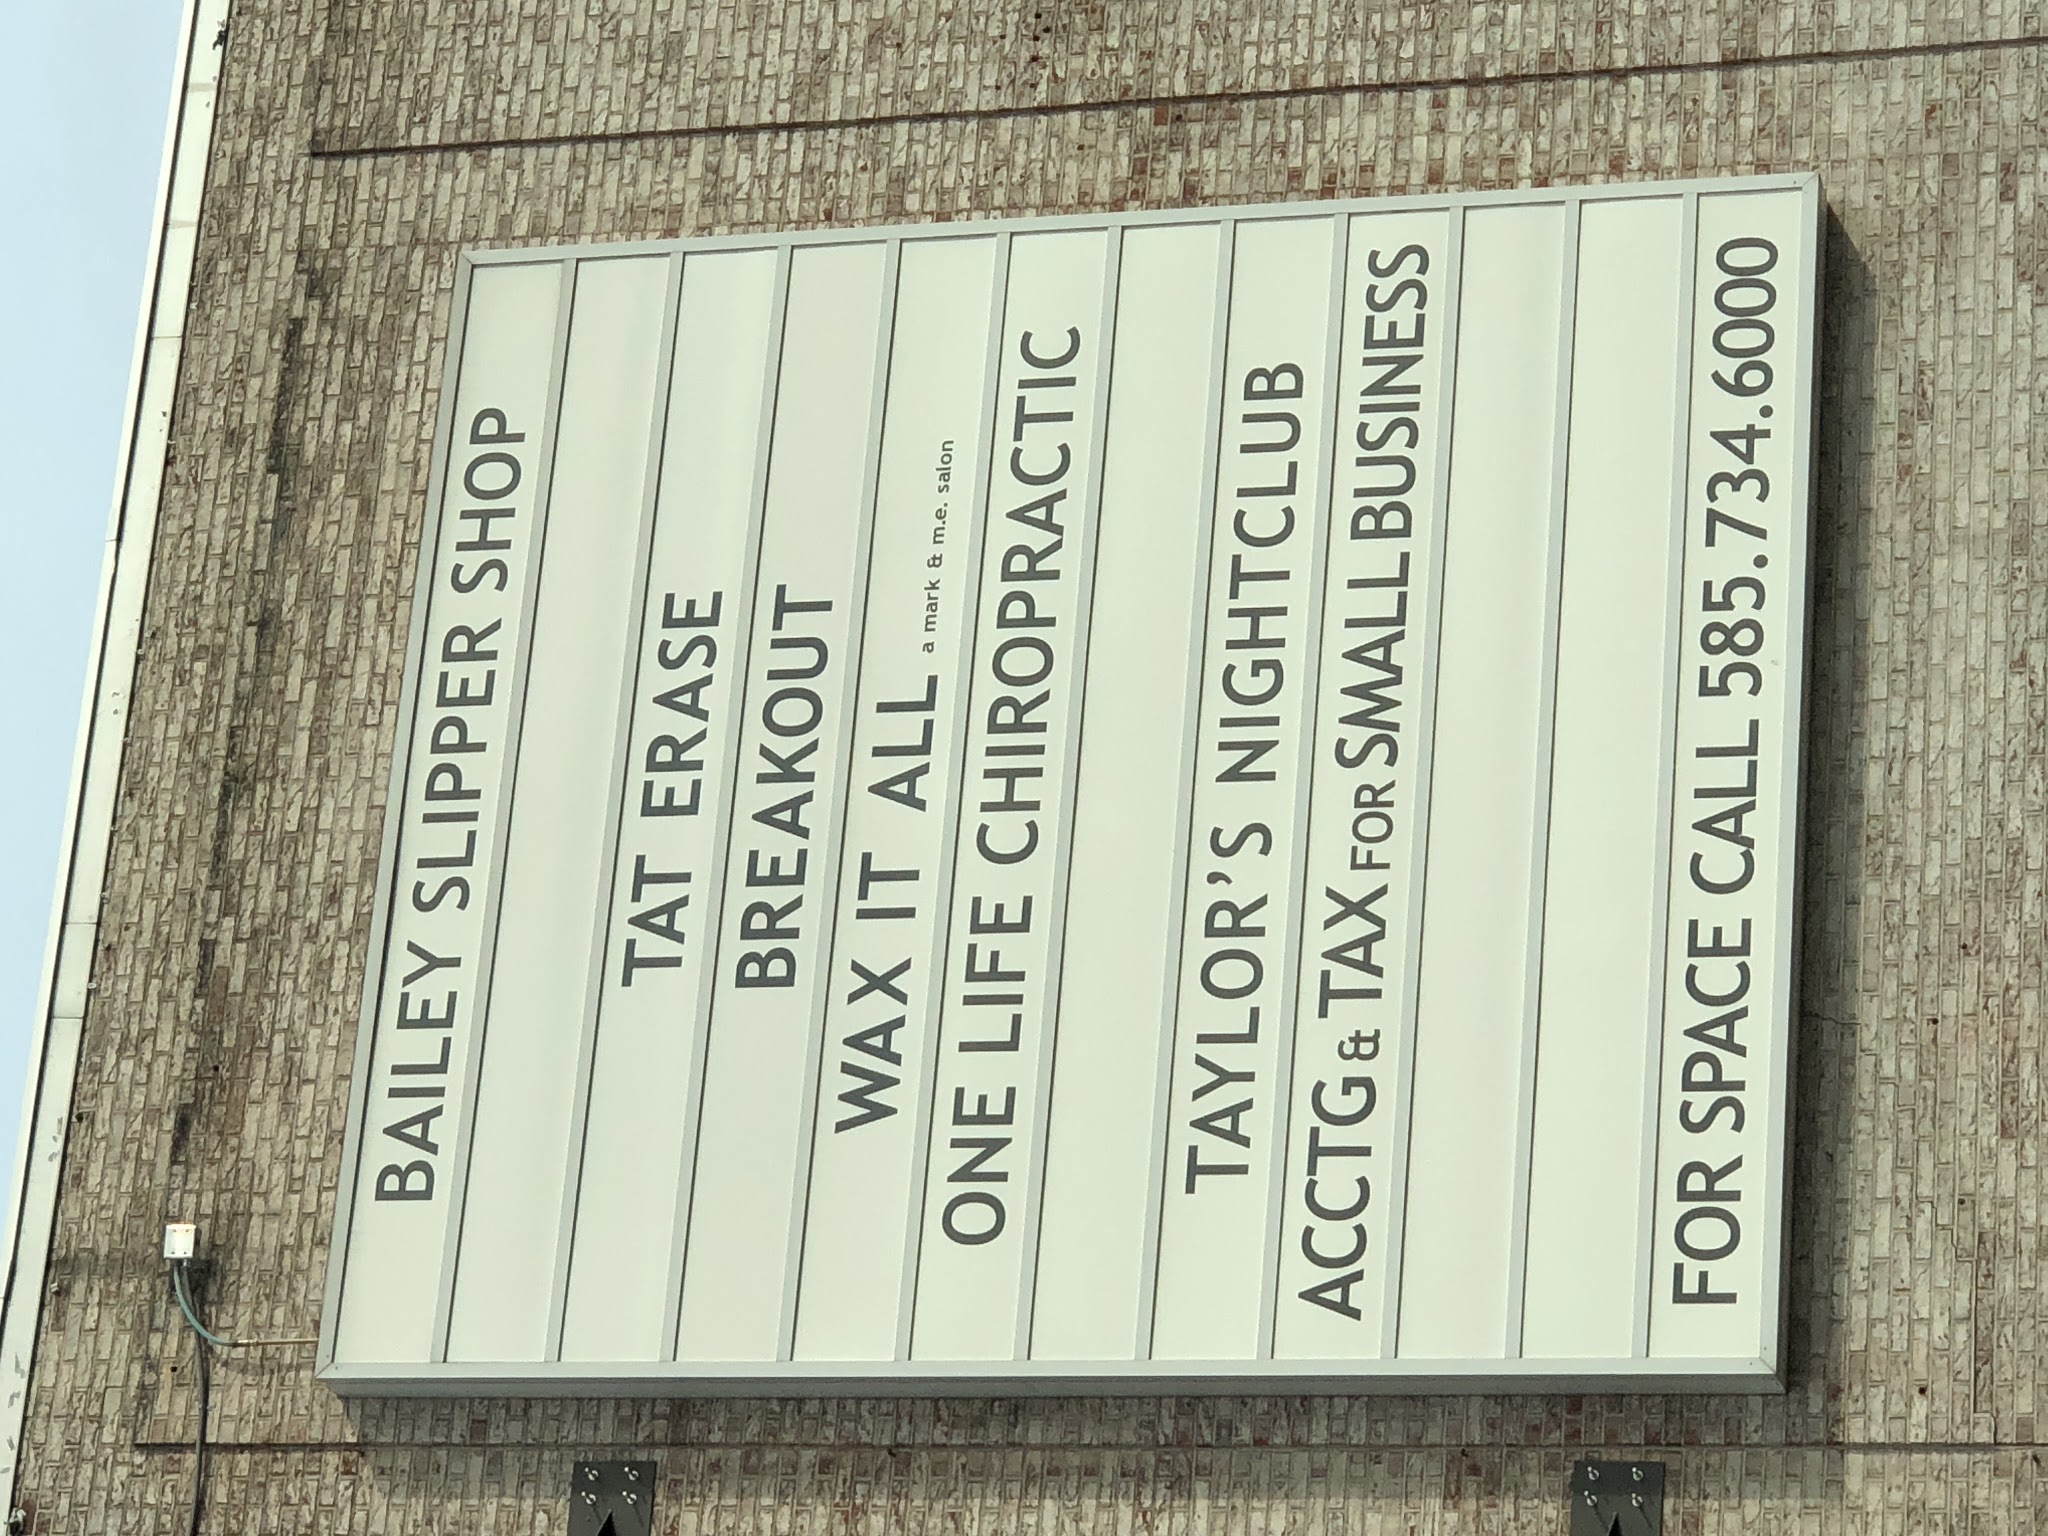 BAILEY SLIPPER SHOP
TAT ERASE
BREAKOUT
WAX IT ALL a mark & m.e. salon
ONE LIFE CHIROPRACTIC
TAYLOR'S NIGHTCLUB
ACCTG & TAX FOR SMALL BUSINESS
FOR SPACE CALL 585.734.6000